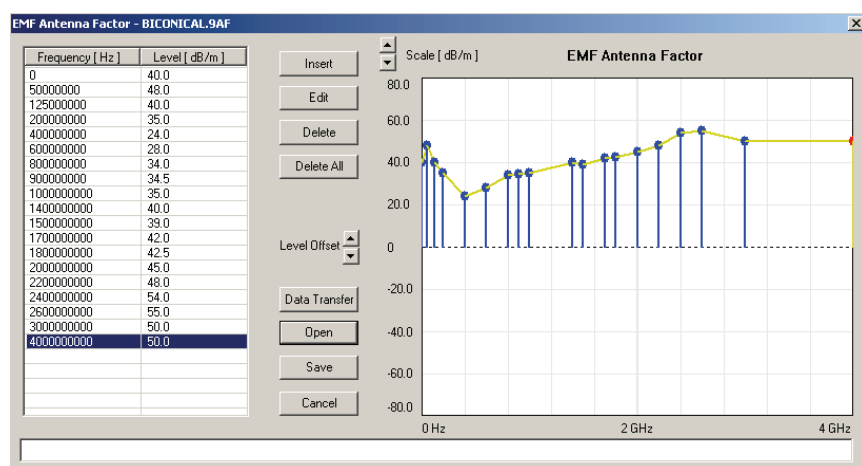 EMF Antenna Factor - BICONICAL.9AF
Frequency [ Hz ] Level [ dB/m ]
0 40.0
50000000 48.0
125000000 40.0
200000000 35.0
400000000 24.0
600000000 28.0
800000000 34.0
900000000 34.5
1000000000 35.0
1400000000 40.0
1500000000 39.0
1700000000 42.0
1800000000 42.5
2000000000 45.0
2200000000 48.0
2400000000 54.0
2600000000 55.0
3000000000 50.0
4000000000 50.0
Insert
Edit
Delete
Delete All
Level Offset
Data Transfer
Open
Save
Cancel
Scale [ dB/m ]
EMF Antenna Factor
80.0
60.0
40.0
20.0
0
-20.0
-40.0
-60.0
-80.0
0 Hz 2 GHz 4 GHz